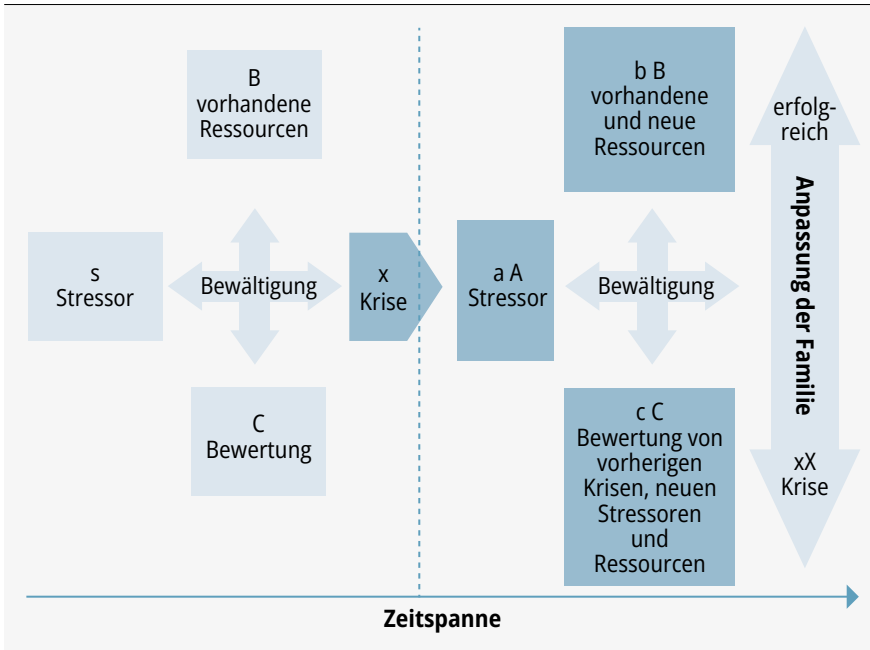 B
vorhandene
Ressourcen
s
Stressor
Bewältigung
x
Krise
C
Bewertung
b B
vorhandene
und neue
Ressourcen
a A
Stressor
Bewältigung
c C
Bewertung von
vorherigen
Krisen, neuen
Stressoren
und
Ressourcen
erfolg-
reich
Anpassung der Familie
xX
Krise
Zeitspanne